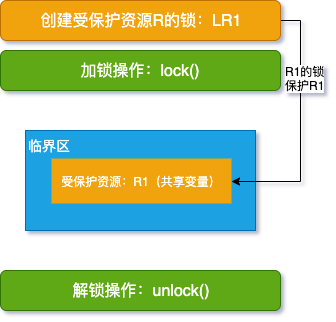 创建受保护资源R的锁：LR1
加锁操作：lock()
R1的锁
保护R1
临界区
受保护资源：R1（共享变量）
解锁操作：unlock()